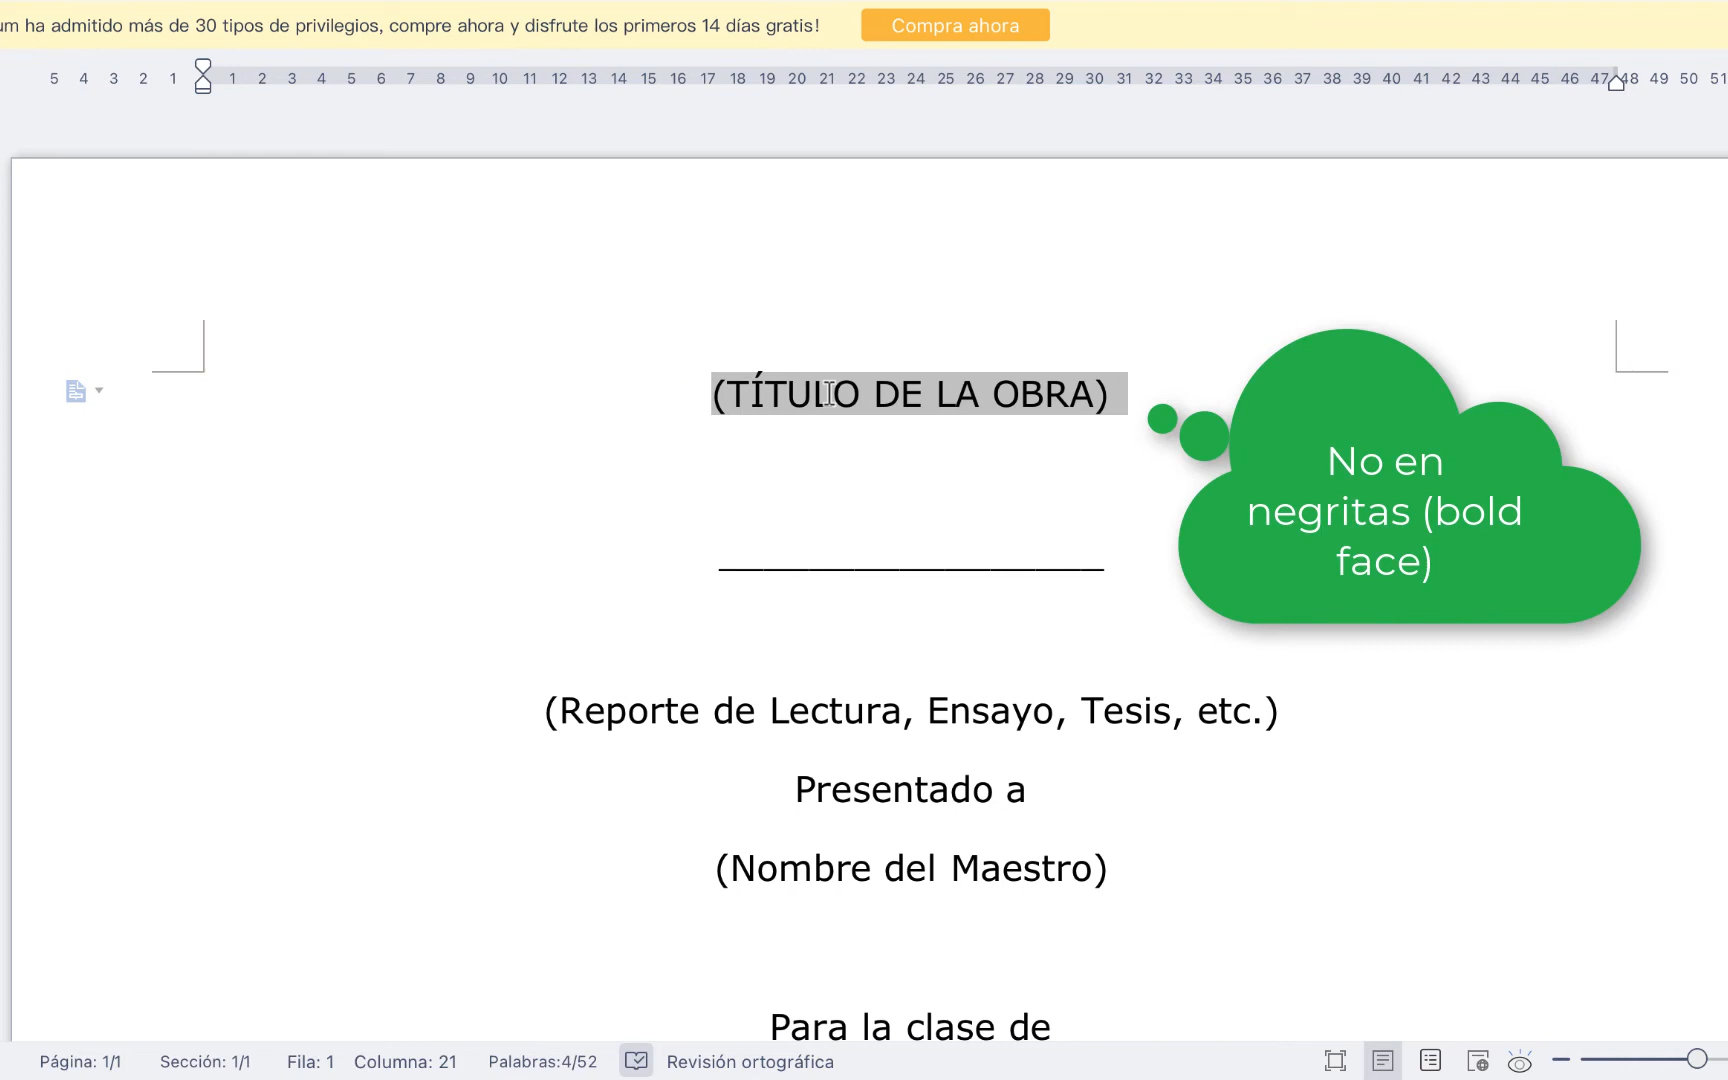 ha admitido más de 30 tipos de privilegios, compre ahora y disfrute los primeros 14 días gratis!
Compra ahora
5 4 3 2 1 1 2 3 4 5 6 7 8 9 10 11 12 13 14 15 16 17 18 19 20 21 22 23 24 25 26 27 28 29 30 31 32 33 34 35 36 37 38 39 40 41 42 43 44 45 46 47 48 49 50 51
(TÍTULO DE LA OBRA)
No en
negritas (bold
face)
(Reporte de Lectura, Ensayo, Tesis, etc.)
Presentado a
(Nombre del Maestro)
Para la clase de
Página: 1/1 Sección: 1/1 Fila: 1 Columna: 21 Palabras:4/52 Revisión ortográfica